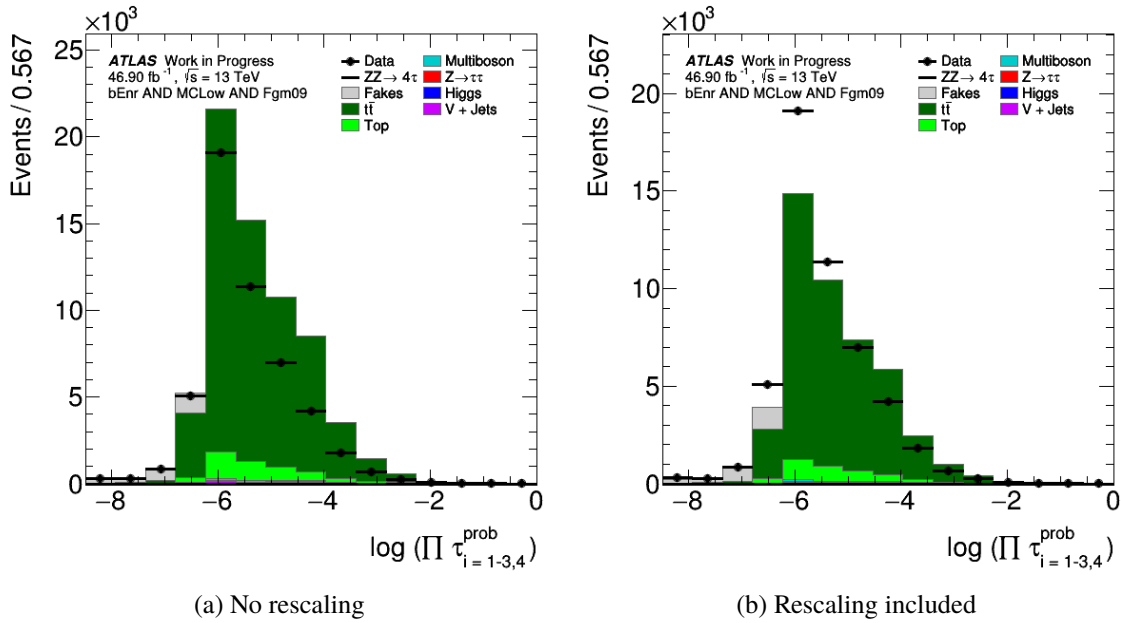 ×10³
Events / 0.567
25
20
15
10
5
0
−8
−6
−4
−2
0
log (∏ τ^prob_i = 1-3,4)
ATLAS Work in Progress
46.90 fb⁻¹, √s = 13 TeV
bEnr AND MCLow AND Fgm09
Data
ZZ→ 4τ
Fakes
tt̄
Top
Multiboson
Z→ττ
Higgs
V + Jets
(a) No rescaling
×10³
Events / 0.567
20
15
10
5
0
−8
−6
−4
−2
0
log (∏ τ^prob_i = 1-3,4)
ATLAS Work in Progress
46.90 fb⁻¹, √s = 13 TeV
bEnr AND MCLow AND Fgm09
Data
ZZ→ 4τ
Fakes
tt̄
Top
Multiboson
Z→ττ
Higgs
V + Jets
(b) Rescaling included